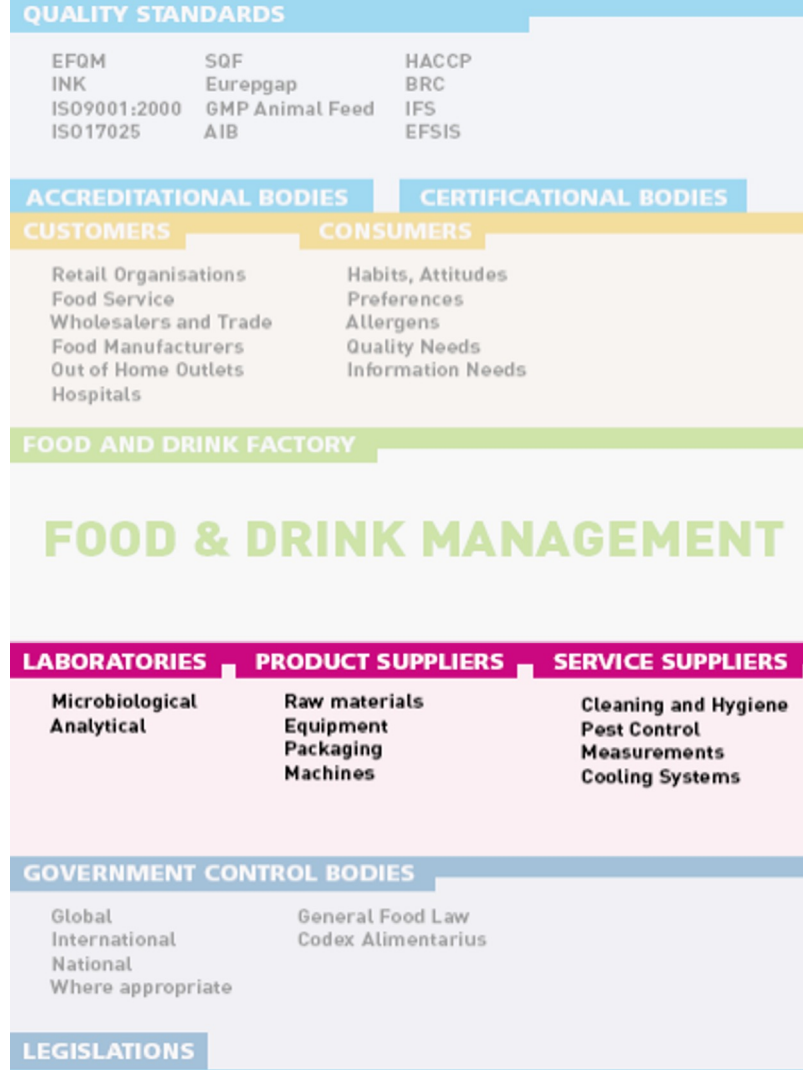 QUALITY STANDARDS
EFQM SQF HACCP
INK Eurepgap BRC
ISO9001:2000 GMP Animal Feed IFS
ISO17025 AIB EFSIS
ACCREDITATIONAL BODIES CERTIFICATIONAL BODIES
CUSTOMERS CONSUMERS
Retail Organisations Habits, Attitudes
Food Service Preferences
Wholesalers and Trade Allergens
Food Manufacturers Quality Needs
Out of Home Outlets Information Needs
Hospitals
FOOD AND DRINK FACTORY
FOOD & DRINK MANAGEMENT
LABORATORIES PRODUCT SUPPLIERS SERVICE SUPPLIERS
Microbiological Raw materials Cleaning and Hygiene
Analytical Equipment Pest Control
Packaging Measurements
Machines Cooling Systems
GOVERNMENT CONTROL BODIES
Global General Food Law
International Codex Alimentarius
National
Where appropriate
LEGISLATIONS